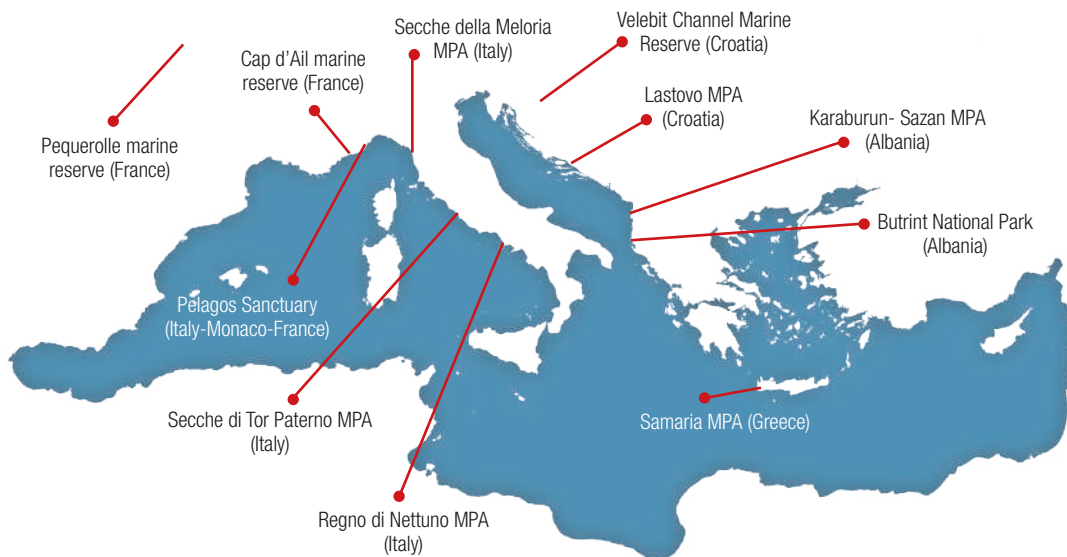 Secche della Meloria
MPA (Italy)
Velebit Channel Marine
Reserve (Croatia)
Cap d’Ail marine
reserve (France)
Lastovo MPA
(Croatia)
Karaburun- Sazan MPA
(Albania)
Pequerolle marine
reserve (France)
Butrint National Park
(Albania)
Pelagos Sanctuary
(Italy-Monaco-France)
Secche di Tor Paterno MPA
(Italy)
Samaria MPA (Greece)
Regno di Nettuno MPA
(Italy)